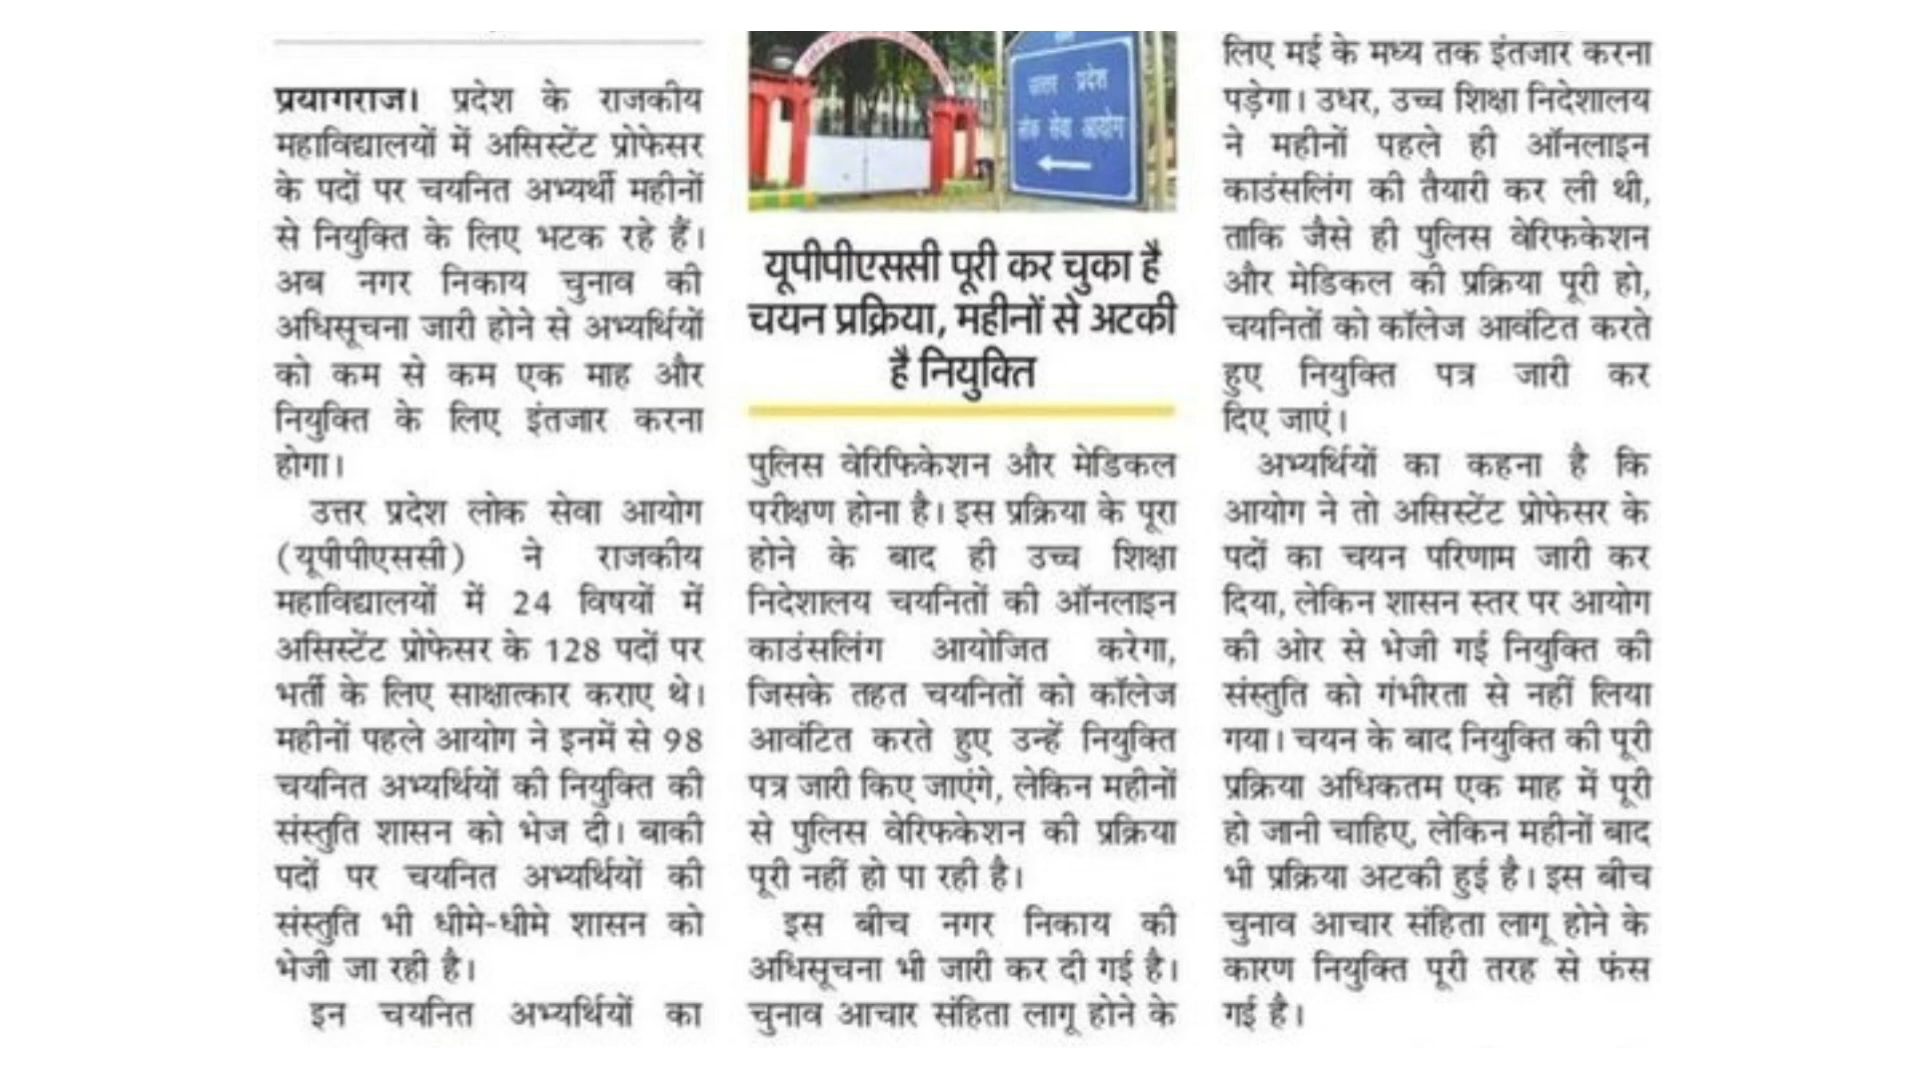 प्रयागराज। प्रदेश के राजकीय
महाविद्यालयों में असिस्टेंट प्रोफेसर
के पदों पर चयनित अभ्यर्थी महीनों
से नियुक्ति के लिए भटक रहे हैं।
अब नगर निकाय चुनाव की
अधिसूचना जारी होने से अभ्यर्थियों
को कम से कम एक माह और
नियुक्ति के लिए इंतजार करना
होगा।
उत्तर प्रदेश लोक सेवा आयोग
(यूपीपीएससी) ने राजकीय
महाविद्यालयों में 24 विषयों में
असिस्टेंट प्रोफेसर के 128 पदों पर
भर्ती के लिए साक्षात्कार कराए थे।
महीनों पहले आयोग ने इनमें से 98
चयनित अभ्यर्थियों की नियुक्ति की
संस्तुति शासन को भेज दी। बाकी
पदों पर चयनित अभ्यर्थियों की
संस्तुति भी धीमे-धीमे शासन को
भेजी जा रही है।
इन चयनित अभ्यर्थियों का
उत्तर प्रदेश
लोक सेवा आयोग
यूपीपीएससी पूरी कर चुका है
चयन प्रक्रिया, महीनों से अटकी
है नियुक्ति
पुलिस वेरिफिकेशन और मेडिकल
परीक्षण होना है। इस प्रक्रिया के पूरा
होने के बाद ही उच्च शिक्षा
निदेशालय चयनितों की ऑनलाइन
काउंसलिंग आयोजित करेगा,
जिसके तहत चयनितों को कॉलेज
आवंटित करते हुए उन्हें नियुक्ति
पत्र जारी किए जाएंगे, लेकिन महीनों
से पुलिस वेरिफकेशन की प्रक्रिया
पूरी नहीं हो पा रही है।
इस बीच नगर निकाय की
अधिसूचना भी जारी कर दी गई है।
चुनाव आचार संहिता लागू होने के
लिए मई के मध्य तक इंतजार करना
पड़ेगा। उधर, उच्च शिक्षा निदेशालय
ने महीनों पहले ही ऑनलाइन
काउंसलिंग की तैयारी कर ली थी,
ताकि जैसे ही पुलिस वेरिफकेशन
और मेडिकल की प्रक्रिया पूरी हो,
चयनितों को कॉलेज आवंटित करते
हुए नियुक्ति पत्र जारी कर
दिए जाएं।
अभ्यर्थियों का कहना है कि
आयोग ने तो असिस्टेंट प्रोफेसर के
पदों का चयन परिणाम जारी कर
दिया, लेकिन शासन स्तर पर आयोग
की ओर से भेजी गई नियुक्ति की
संस्तुति को गंभीरता से नहीं लिया
गया। चयन के बाद नियुक्ति की पूरी
प्रक्रिया अधिकतम एक माह में पूरी
हो जानी चाहिए, लेकिन महीनों बाद
भी प्रक्रिया अटकी हुई है। इस बीच
चुनाव आचार संहिता लागू होने के
कारण नियुक्ति पूरी तरह से फंस
गई है।